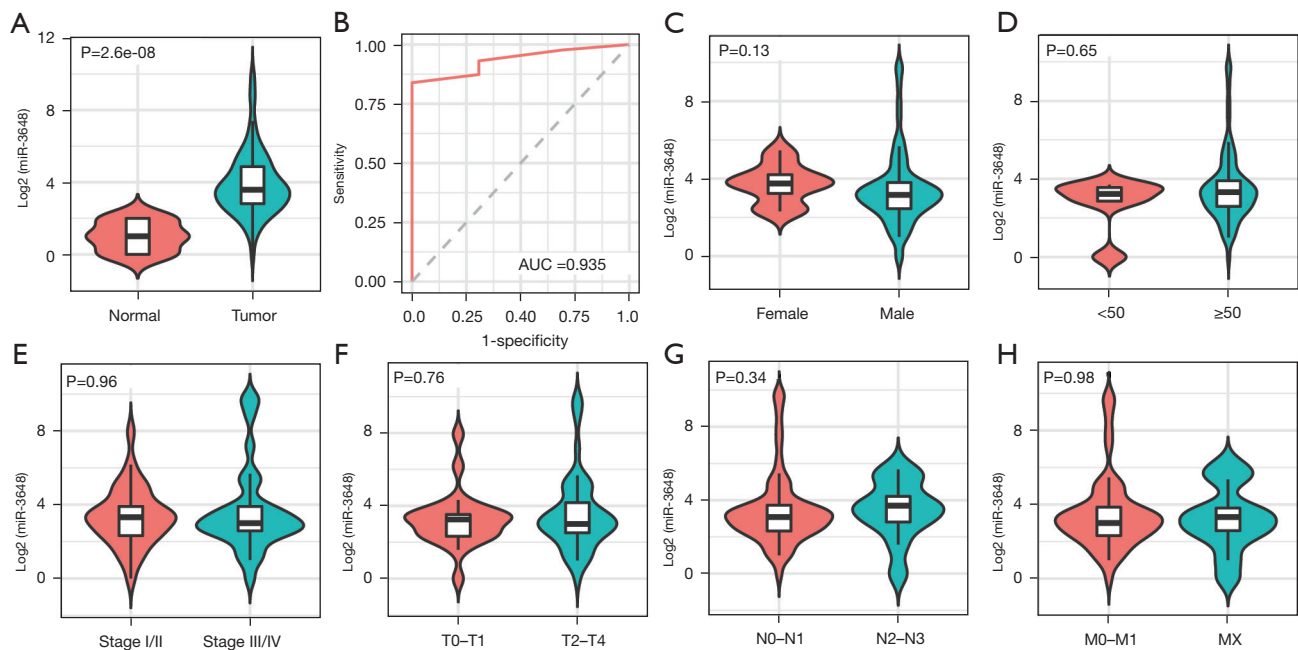 A
P=2.6e-08
Log2 (miR-3648)
12
8
4
0
Normal
Tumor
B
Sensitivity
1.00
0.75
0.50
0.25
0.00
AUC =0.935
0.0
0.25
0.40
0.75
1.0
1-specificity
C
P=0.13
Log2 (miR-3648)
8
4
0
Female
Male
D
P=0.65
Log2 (miR-3648)
8
4
0
<50
≥50
E
P=0.96
Log2 (miR-3648)
8
4
0
Stage I/II
Stage III/IV
F
P=0.76
Log2 (miR-3648)
8
4
0
T0–T1
T2–T4
G
P=0.34
Log2 (miR-3648)
8
4
0
N0–N1
N2–N3
H
P=0.98
Log2 (miR-3648)
8
4
0
M0–M1
MX